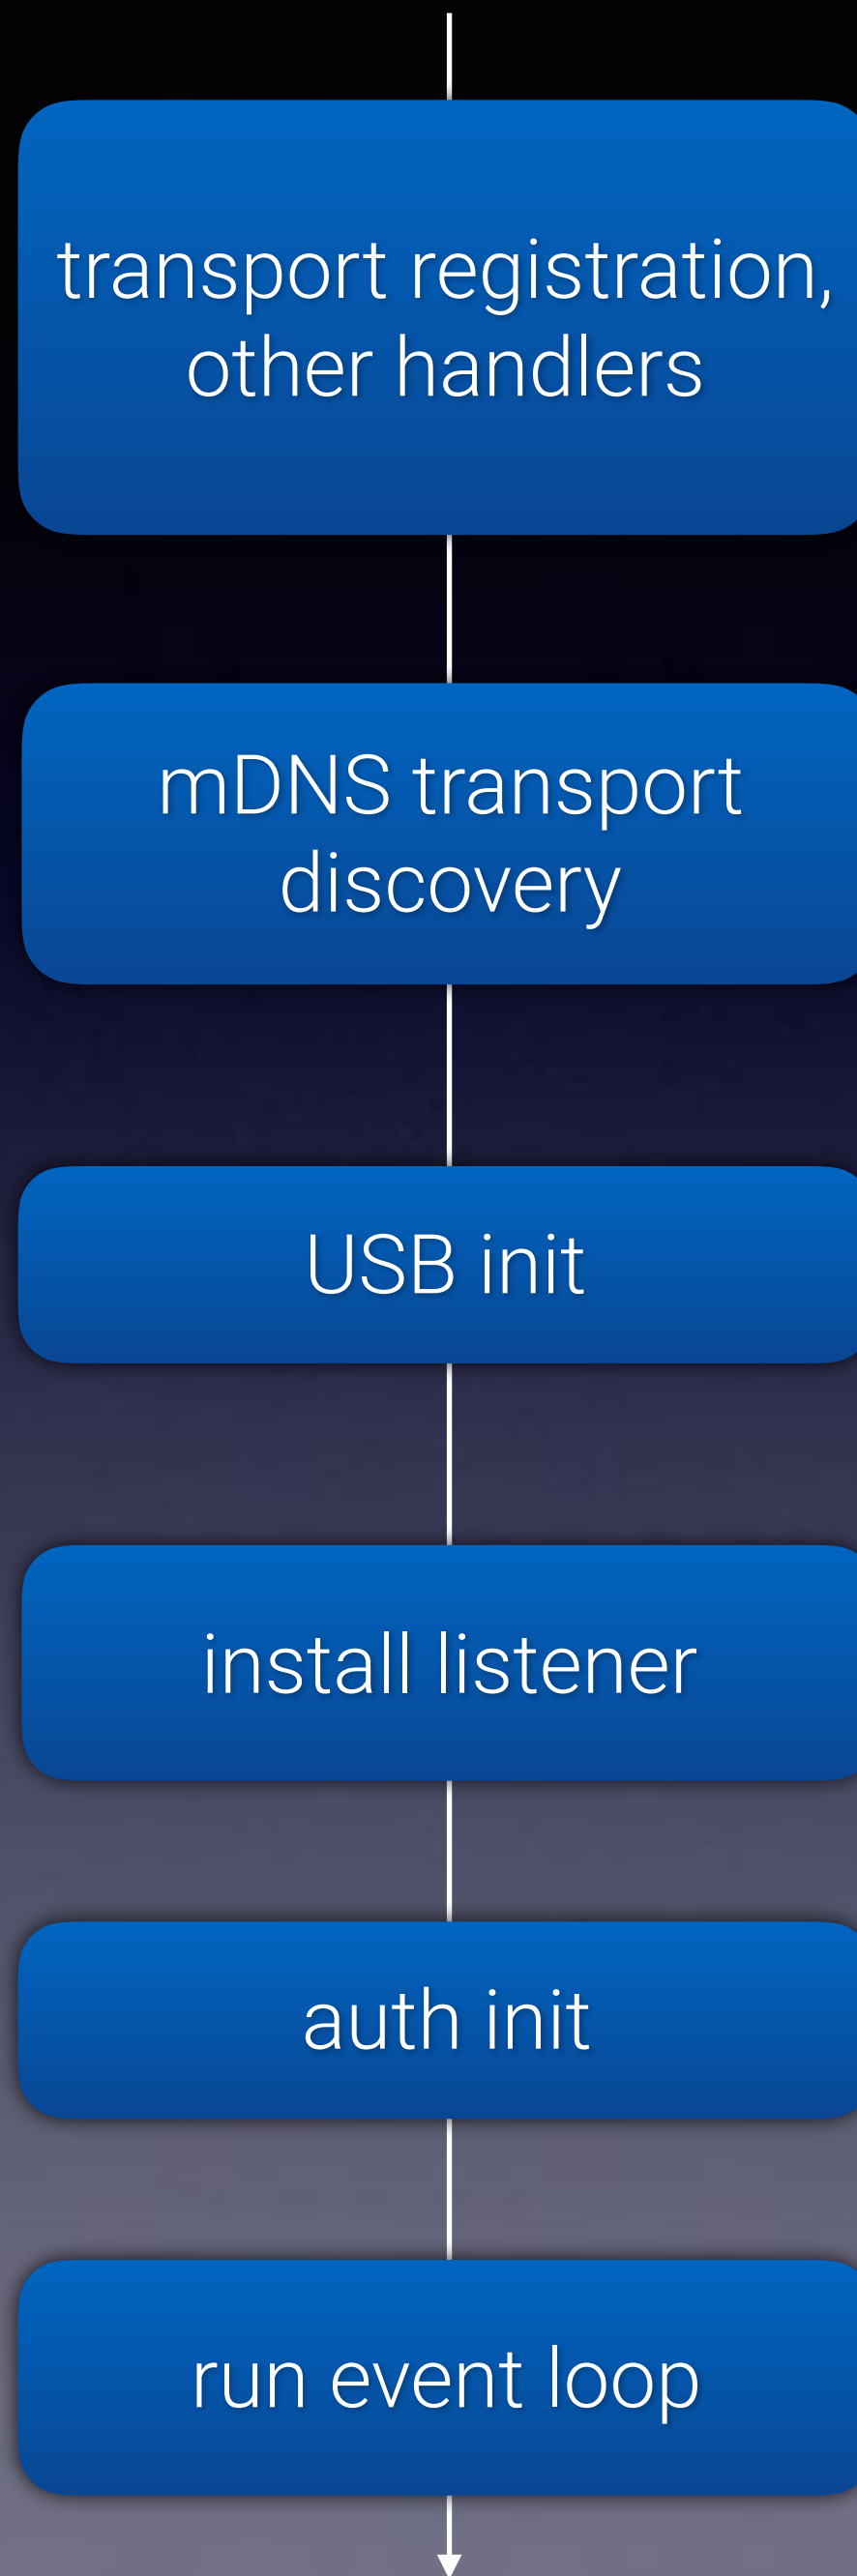 transport registration,
other handlers
mDNS transport
discovery
USB init
install listener
auth init
run event loop